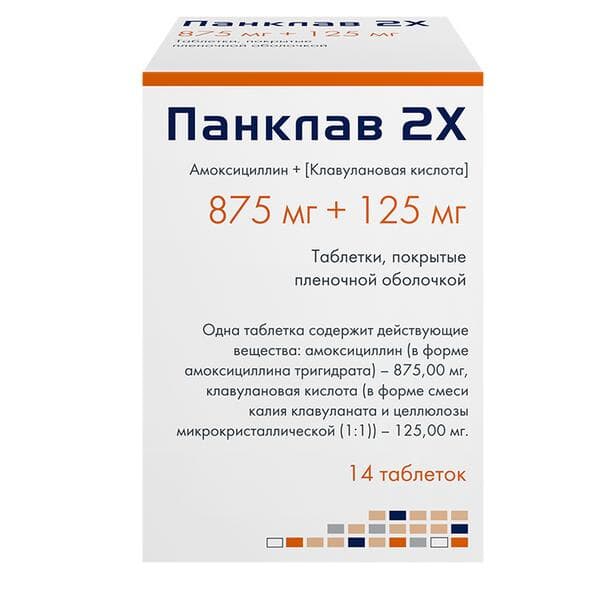 Панклав 2X
875 мг + 125 мг
Таблетки, покрытые
пленочной оболочкой
Панклав 2X
Амоксициллин + [Клавулановая кислота]
875 мг + 125 мг
Таблетки, покрытые
пленочной оболочкой
Одна таблетка содержит действующие
вещества: амоксициллин (в форме
амоксициллина тригидрата) – 875,00 мг,
клавулановая кислота (в форме смеси
калия клавуланата и целлюлозы
микрокристаллической (1:1)) – 125,00 мг.
14 таблеток